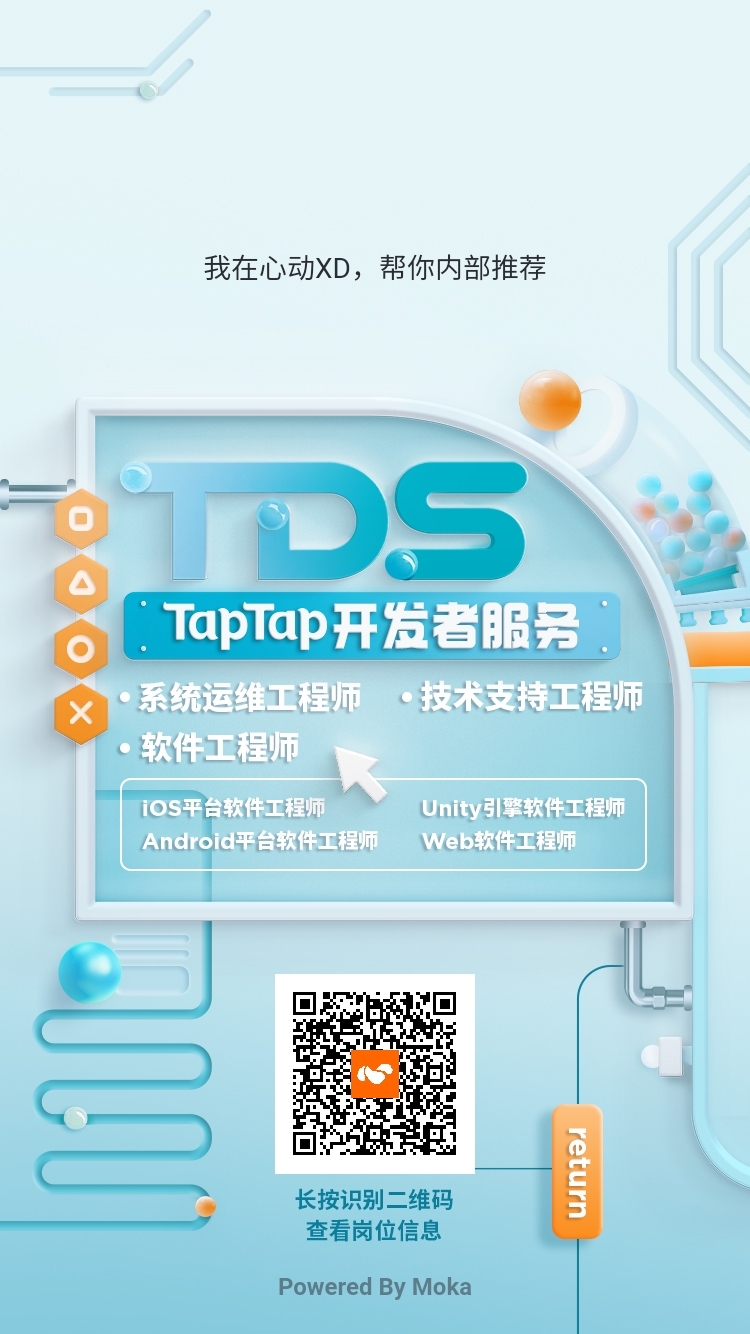 我在心动XD，帮你内部推荐
TDS
TapTap开发者服务
• 系统运维工程师 • 技术支持工程师
• 软件工程师
iOS平台软件工程师 Unity引擎软件工程师
Android平台软件工程师 Web软件工程师
return
长按识别二维码
查看岗位信息
Powered By Moka